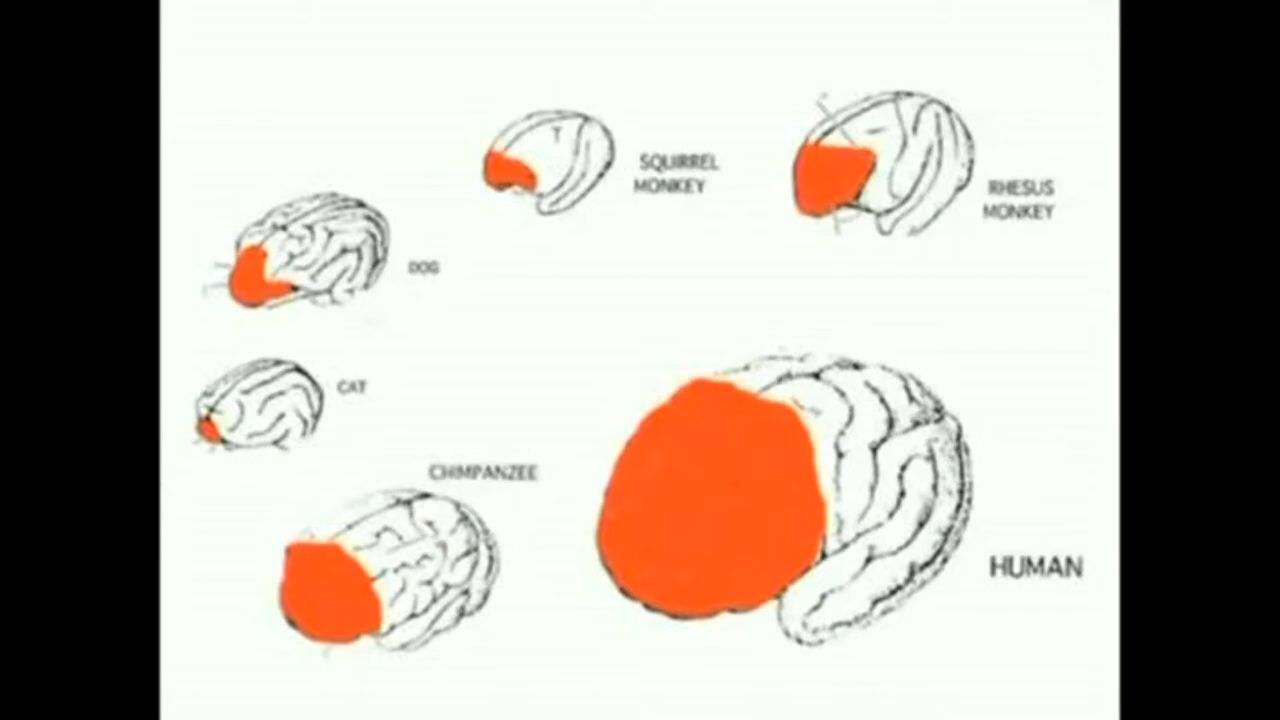 SQUIRREL
MONKEY
RHESUS
MONKEY
DOG
CAT
CHIMPANZEE
HUMAN